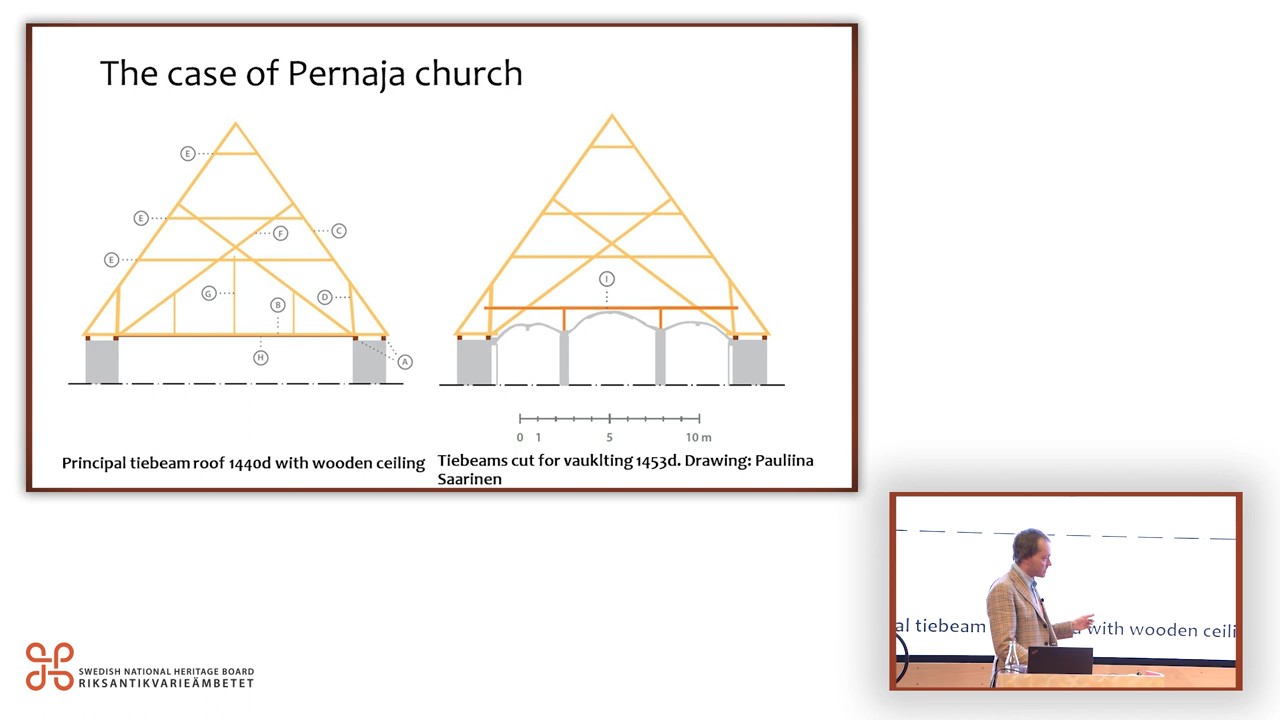 The case of Pernaja church
E
E
C
F
E
G
D
B
H
A
I
0 1 5 10 m
Principal tiebeam roof 1440d with wooden ceiling
Tiebeams cut for vauklting 1453d. Drawing: Pauliina
Saarinen
al tiebeam with wooden ceili
SWEDISH NATIONAL HERITAGE BOARD
RIKSANTIKVARIEÄMBETET